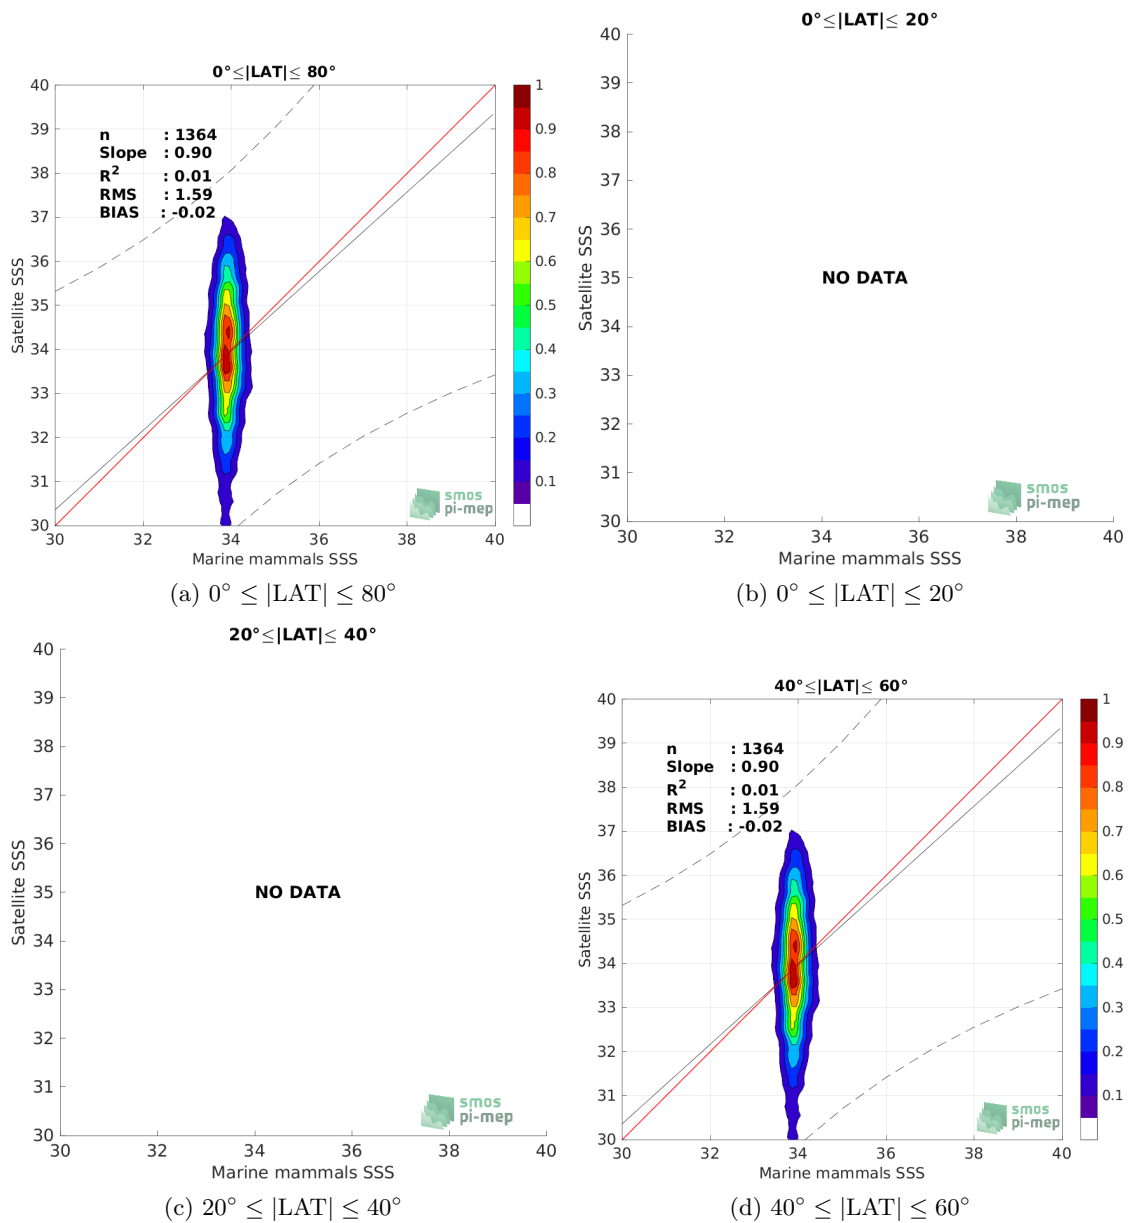 0°≤|LAT|≤ 80°
n : 1364
Slope : 0.90
R² : 0.01
RMS : 1.59
BIAS : -0.02
40
39
38
37
36
35
34
33
32
31
30
30 32 34 36 38 40
Satellite SSS
Marine mammals SSS
1
0.9
0.8
0.7
0.6
0.5
0.4
0.3
0.2
0.1
smos
pi-mep
(a) 0° ≤ |LAT| ≤ 80°
0°≤|LAT|≤ 20°
40
39
38
37
36
35
34
33
32
31
30
30 32 34 36 38 40
Satellite SSS
NO DATA
Marine mammals SSS
smos
pi-mep
(b) 0° ≤ |LAT| ≤ 20°
20°≤|LAT|≤ 40°
40
39
38
37
36
35
34
33
32
31
30
30 32 34 36 38 40
Satellite SSS
NO DATA
Marine mammals SSS
smos
pi-mep
(c) 20° ≤ |LAT| ≤ 40°
40°≤|LAT|≤ 60°
n : 1364
Slope : 0.90
R² : 0.01
RMS : 1.59
BIAS : -0.02
40
39
38
37
36
35
34
33
32
31
30
30 32 34 36 38 40
Satellite SSS
Marine mammals SSS
1
0.9
0.8
0.7
0.6
0.5
0.4
0.3
0.2
0.1
smos
pi-mep
(d) 40° ≤ |LAT| ≤ 60°